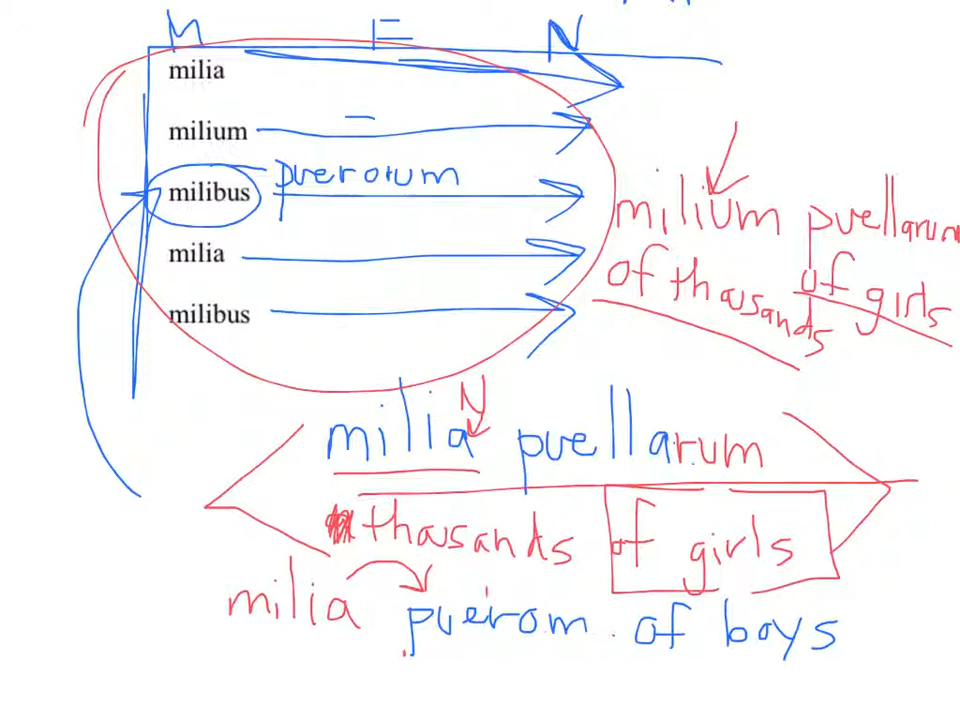 M F N
milia
milium
milibus puerorum
milia
milibus
milium puellarum
of thousands of girls
N
milia puellarum
thousands of girls
milia puerom of boys